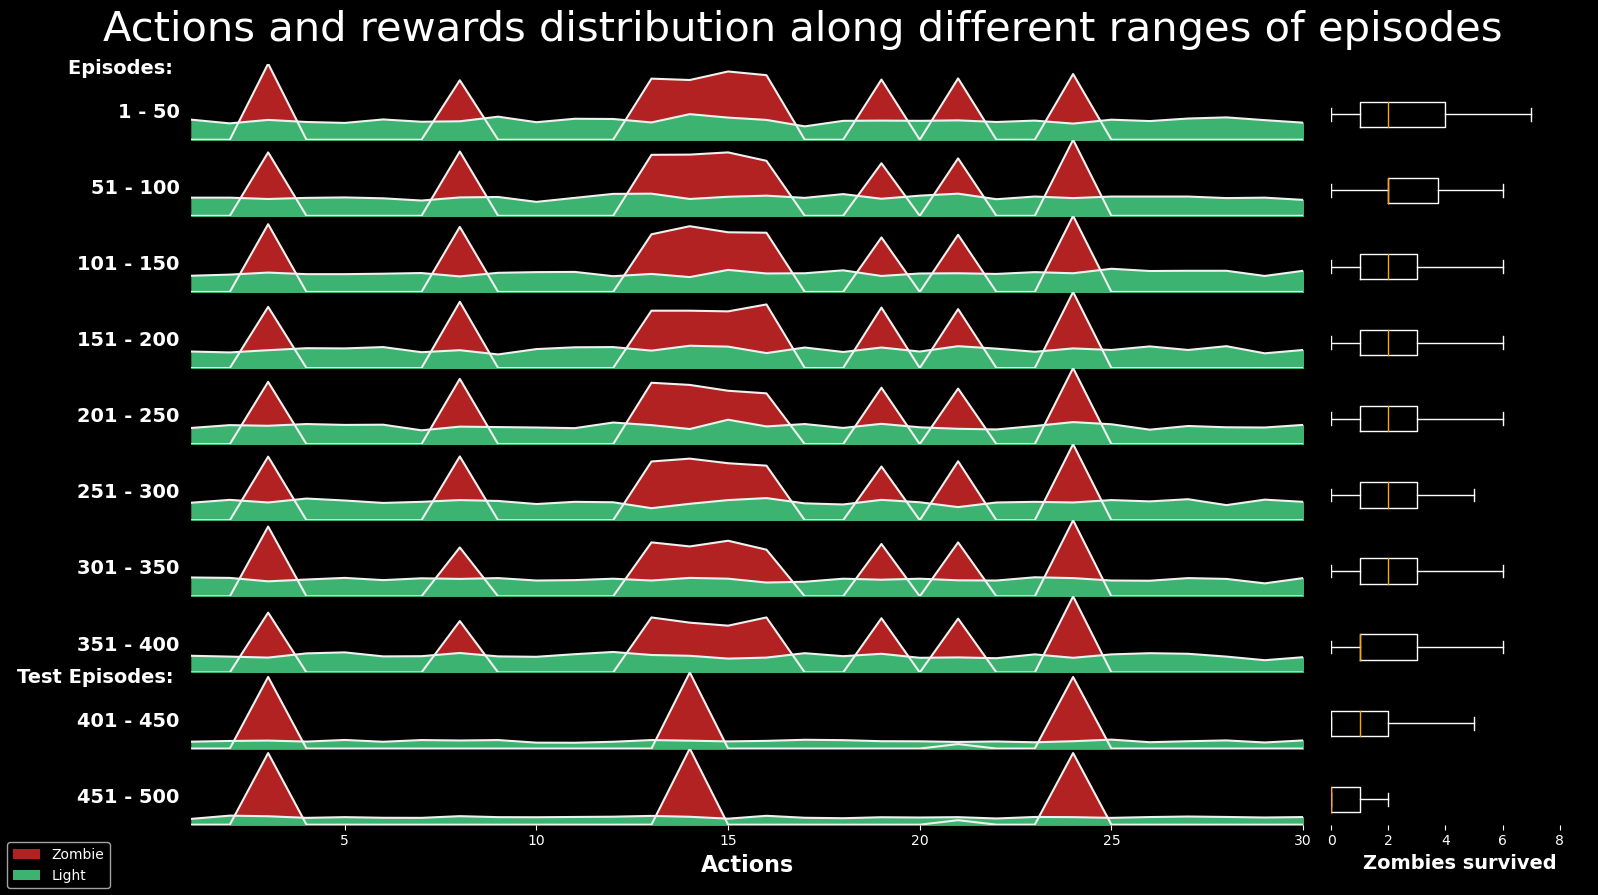 Actions and rewards distribution along different ranges of episodes
Episodes:
1 - 50
51 - 100
101 - 150
151 - 200
201 - 250
251 - 300
301 - 350
351 - 400
Test Episodes:
401 - 450
451 - 500
5 10 15 20 25 30
0 2 4 6 8
Actions
Zombies survived
Zombie
Light